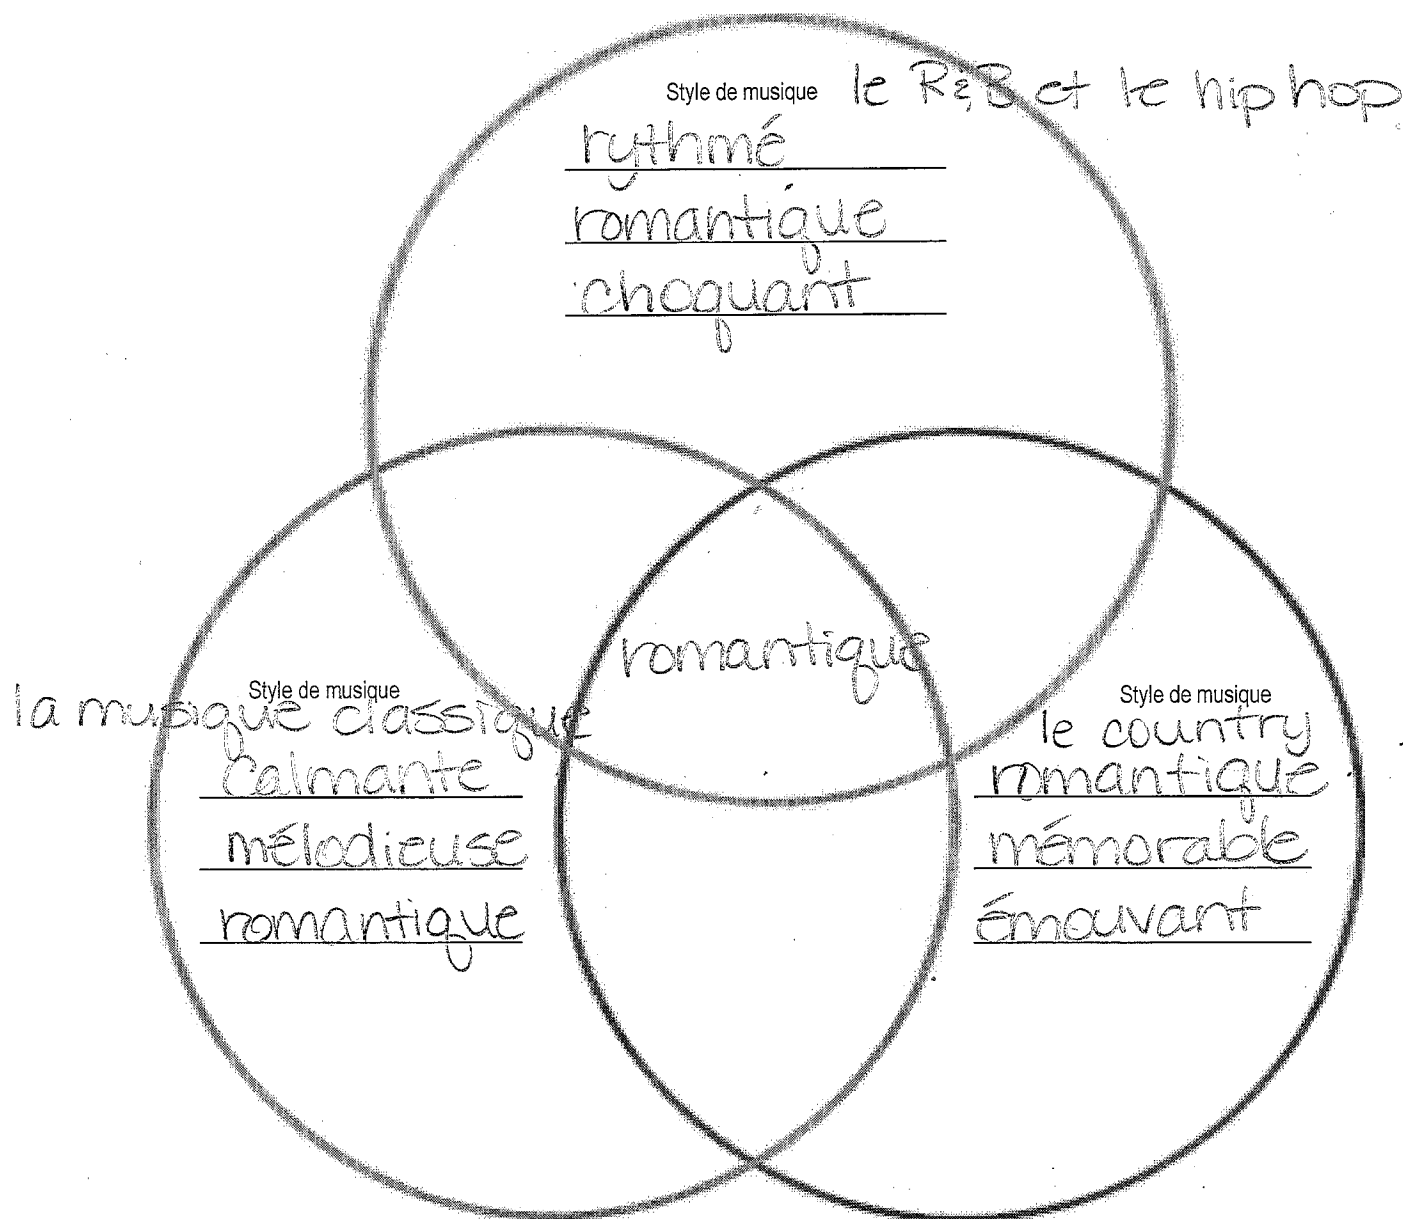 Style de musique le R&B et le hip hop
rythmé
romantique
choquant
romantique
Style de musique
la musique classique
calmante
mélodieuse
romantique
Style de musique
le country
romantique
mémorable
émouvant